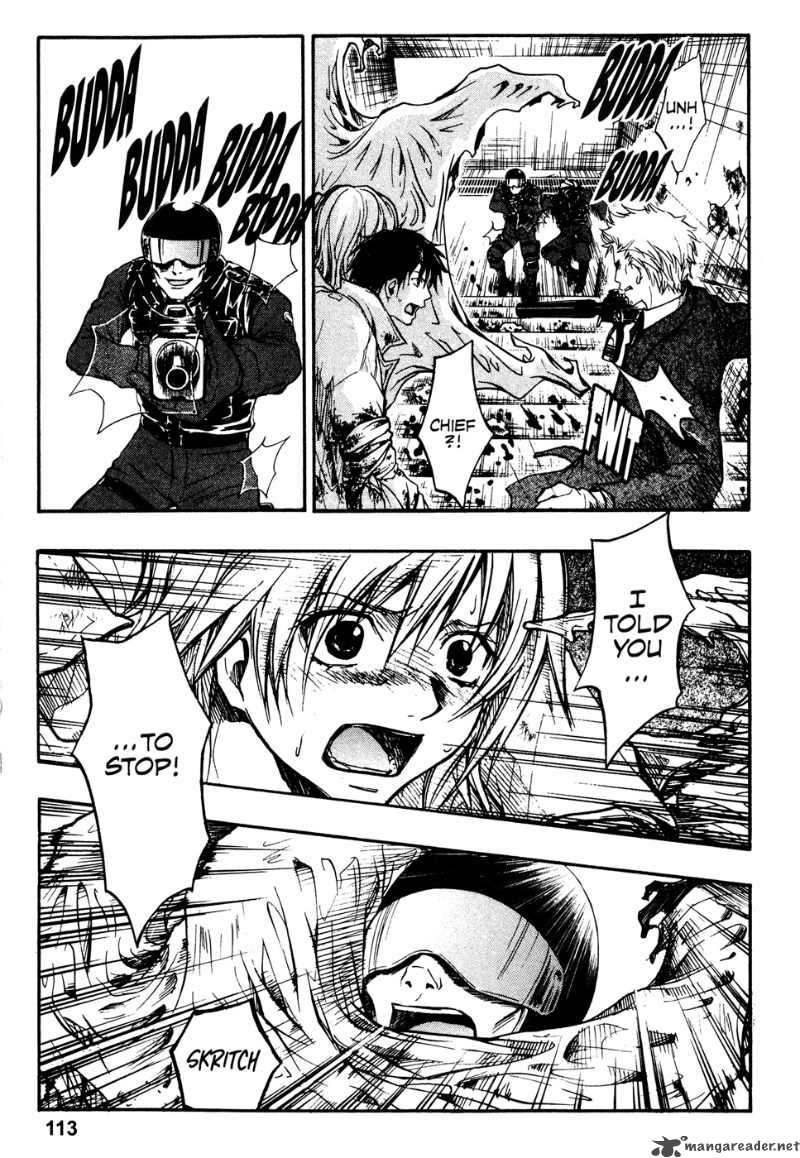 BUDDA
UNH
...!
BUDDA
CHIEF
?!
FWIT
BUDDA
BUDDA
BUDDA
BUDDA
I
TOLD
YOU
...
...TO
STOP!
SKRITCH
113
mangareader.net